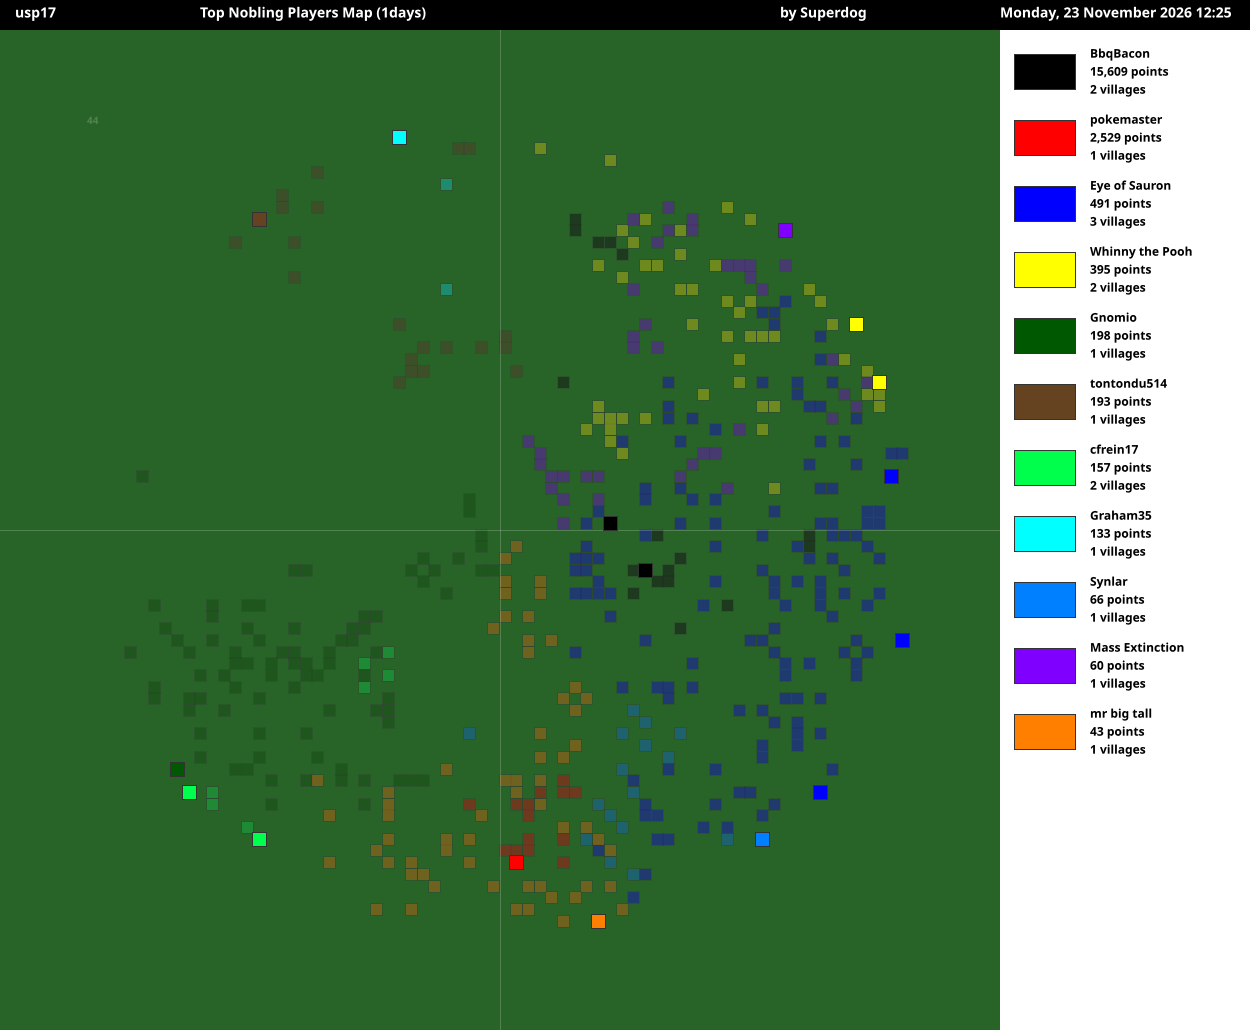 usp17 Top Nobling Players Map (1days) by Superdog Monday, 23 November 2026 12:25
44
BbqBacon
15,609 points
2 villages
pokemaster
2,529 points
1 villages
Eye of Sauron
491 points
3 villages
Whinny the Pooh
395 points
2 villages
Gnomio
198 points
1 villages
tontondu514
193 points
1 villages
cfrein17
157 points
2 villages
Graham35
133 points
1 villages
Synlar
66 points
1 villages
Mass Extinction
60 points
1 villages
mr big tall
43 points
1 villages